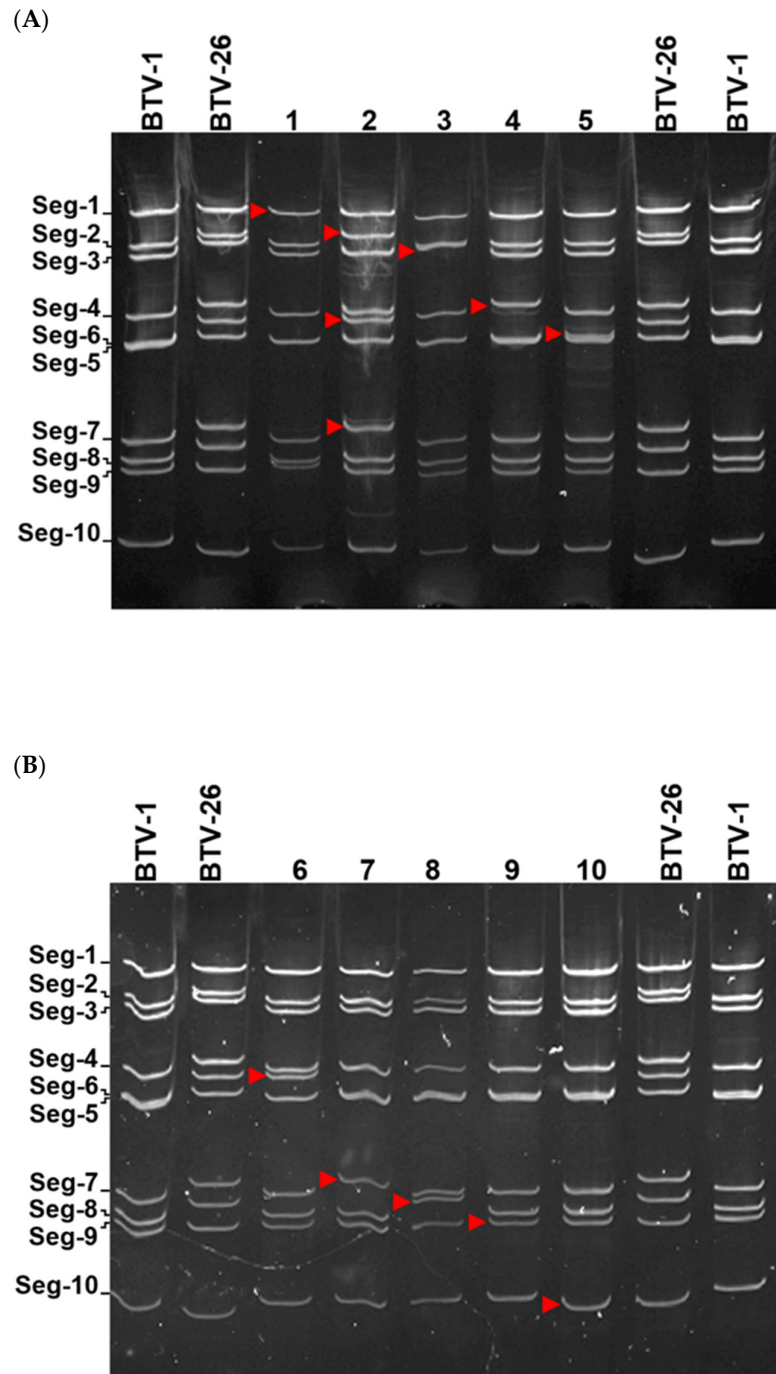 (A)
BTV-1 BTV-26 1 2 3 4 5 BTV-26 BTV-1
Seg-1
Seg-2
Seg-3
Seg-4
Seg-6
Seg-5
Seg-7
Seg-8
Seg-9
Seg-10
(B)
BTV-1 BTV-26 6 7 8 9 10 BTV-26 BTV-1
Seg-1
Seg-2
Seg-3
Seg-4
Seg-6
Seg-5
Seg-7
Seg-8
Seg-9
Seg-10